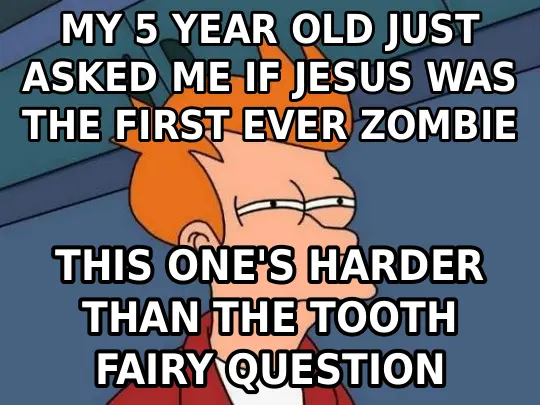 MY 5 YEAR OLD JUST
ASKED ME IF JESUS WAS
THE FIRST EVER ZOMBIE
THIS ONE'S HARDER
THAN THE TOOTH
FAIRY QUESTION